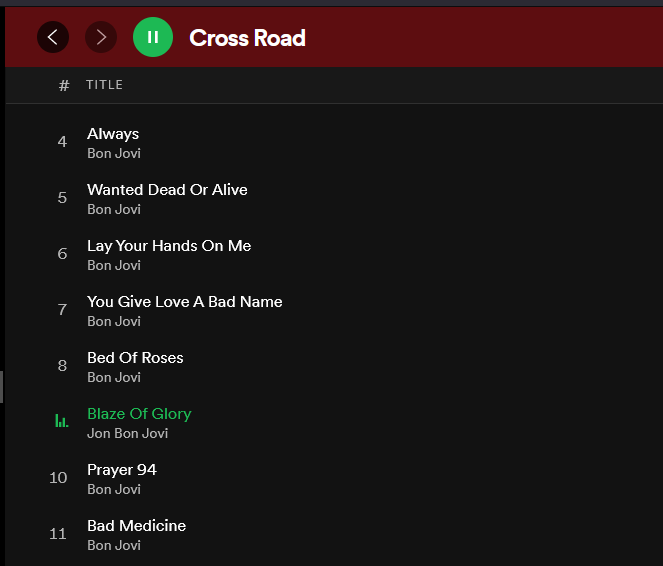 Cross Road
# TITLE
4 Always
Bon Jovi
5 Wanted Dead Or Alive
Bon Jovi
6 Lay Your Hands On Me
Bon Jovi
7 You Give Love A Bad Name
Bon Jovi
8 Bed Of Roses
Bon Jovi
Blaze Of Glory
Jon Bon Jovi
10 Prayer 94
Bon Jovi
11 Bad Medicine
Bon Jovi